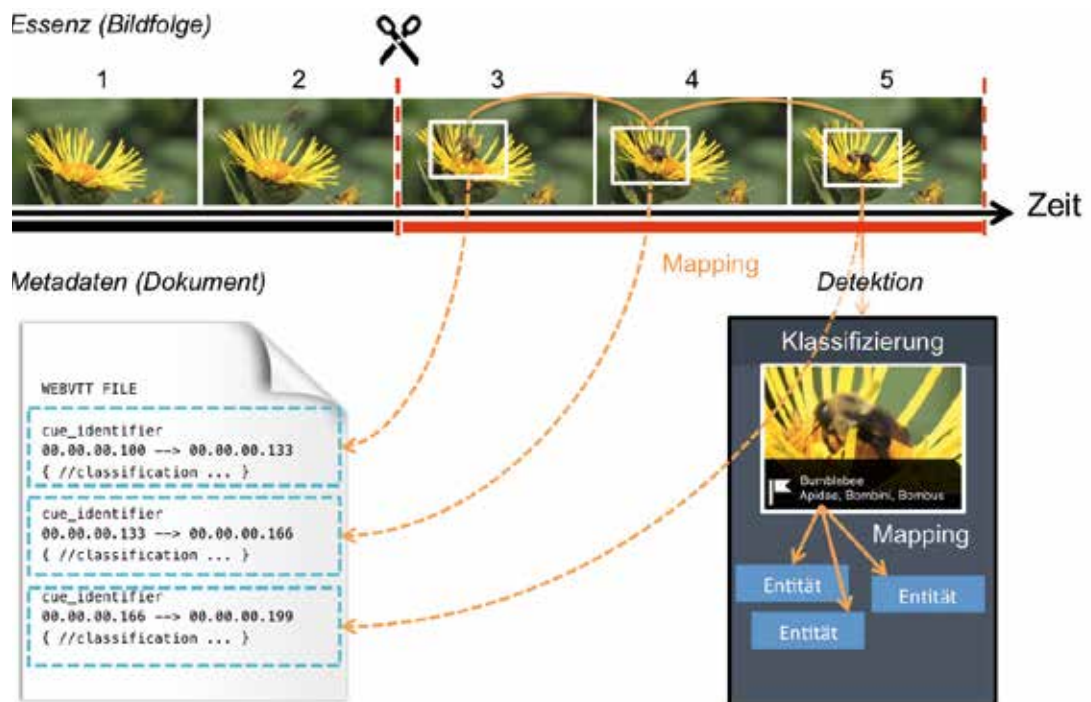 Essenz (Bildfolge)
1 2 3 4 5
Zeit
Mapping
Metadaten (Dokument)
Detektion
WEBVTT FILE
cue_identifier
00.00.00.100 --> 00.00.00.133
{ //classification ... }
cue_identifier
00.00.00.133 --> 00.00.00.166
{ //classification ... }
cue_identifier
00.00.00.166 --> 00.00.00.199
{ //classification ... }
Klassifizierung
Bumblebee
Apidae, Bombini, Bombus
Mapping
Entität
Entität
Entität